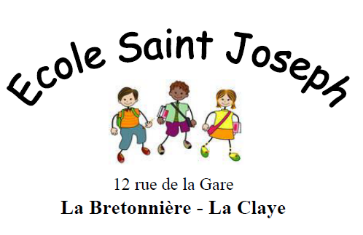 Ecole Saint Joseph
12 rue de la Gare
La Bretonnière - La Claye